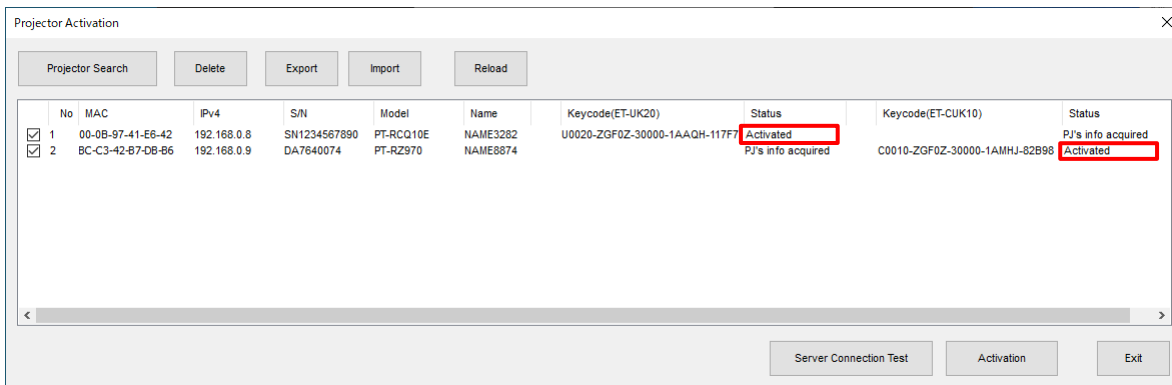 Projector Activation
Projector Search Delete Export Import Reload
No MAC IPv4 S/N Model Name Keycode(ET-UK20) Status Keycode(ET-CUK10) Status
1 00-0B-97-41-E6-42 192.168.0.8 SN1234567890 PT-RCQ10E NAME3282 U0020-ZGF0Z-30000-1AAQH-117F7 Activated PJ's info acquired
2 BC-C3-42-B7-DB-B6 192.168.0.9 DA7640074 PT-RZ970 NAME8874 PJ's info acquired C0010-ZGF0Z-30000-1AMHJ-82B98 Activated
Server Connection Test Activation Exit